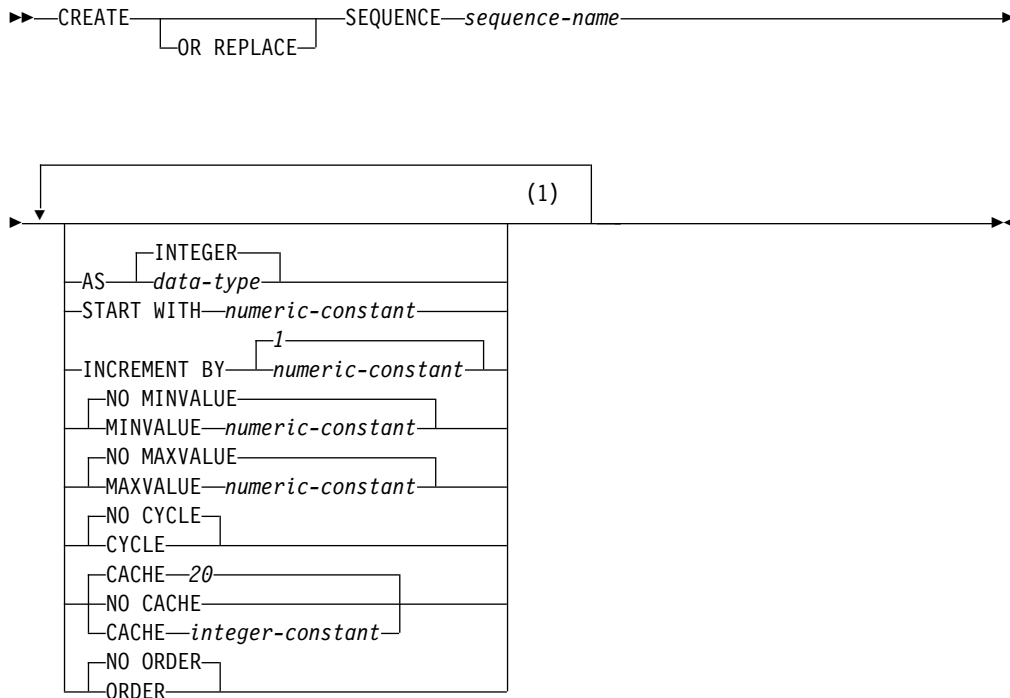 CREATE OR REPLACE SEQUENCE sequence-name
(1)
INTEGER
AS data-type
START WITH numeric-constant
1
INCREMENT BY numeric-constant
NO MINVALUE
MINVALUE numeric-constant
NO MAXVALUE
MAXVALUE numeric-constant
NO CYCLE
CYCLE
CACHE 20
NO CACHE
CACHE integer-constant
NO ORDER
ORDER